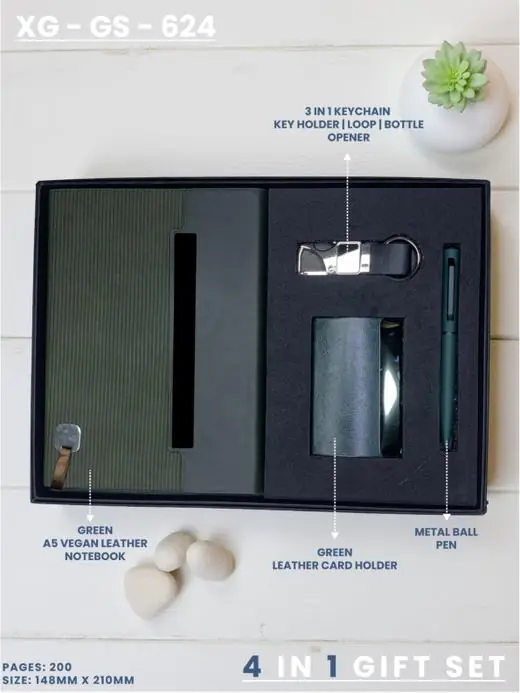 XG - GS - 624
3 IN 1 KEYCHAIN
KEY HOLDER | LOOP | BOTTLE
OPENER
GREEN
A5 VEGAN LEATHER
NOTEBOOK
GREEN
LEATHER CARD HOLDER
METAL BALL
PEN
PAGES: 200
SIZE: 148MM X 210MM
4 IN 1 GIFT SET